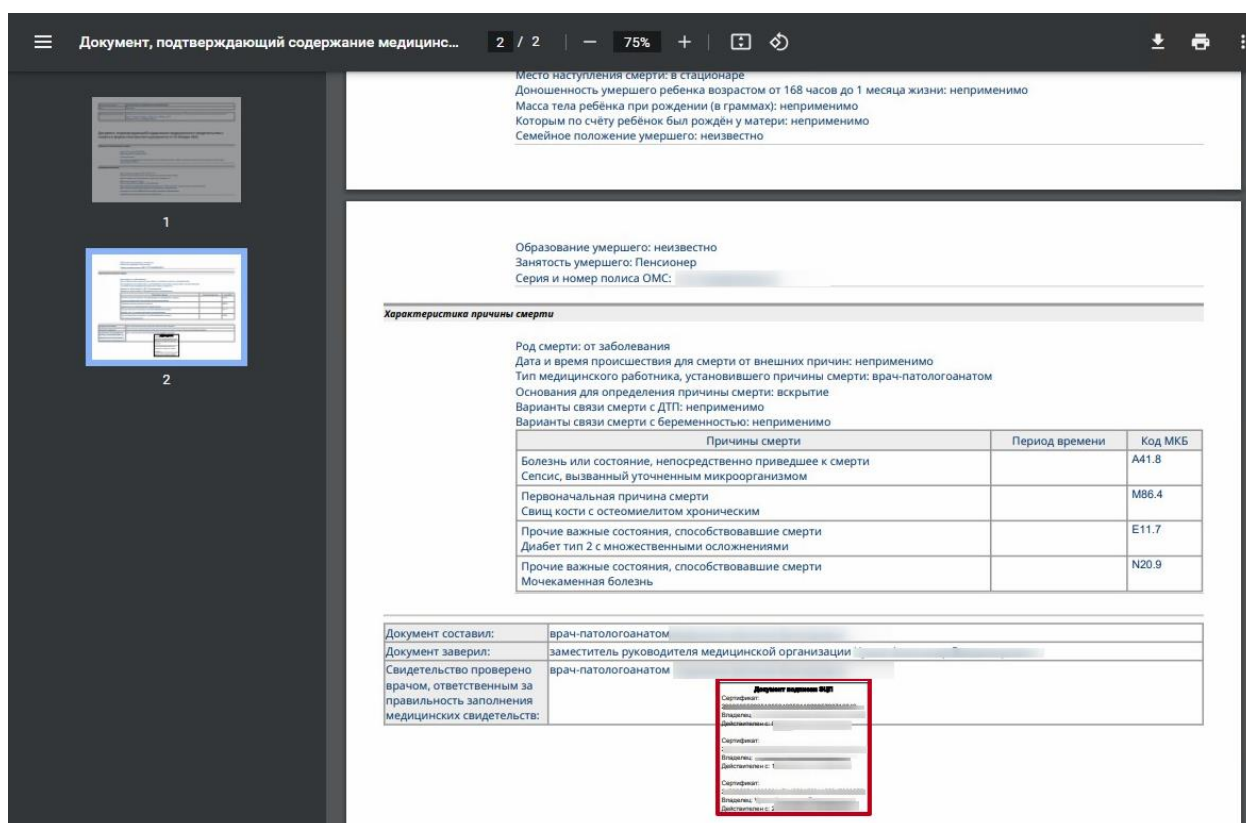 Документ, подтверждающий содержание медицинс... 2 / 2 75%
Место наступления смерти: в стационаре
Доношенность умершего ребенка возрастом от 168 часов до 1 месяца жизни: неприменимо
Масса тела ребёнка при рождении (в граммах): неприменимо
Которым по счёту ребёнок был рождён у матери: неприменимо
Семейное положение умершего: неизвестно
1
2
Образование умершего: неизвестно
Занятость умершего: Пенсионер
Серия и номер полиса ОМС:
Характеристика причины смерти
Род смерти: от заболевания
Дата и время происшествия для смерти от внешних причин: неприменимо
Тип медицинского работника, установившего причины смерти: врач-патологоанатом
Основания для определения причины смерти: вскрытие
Варианты связи смерти с ДТП: неприменимо
Варианты связи смерти с беременностью: неприменимо
Причины смерти Период времени Код МКБ
Болезнь или состояние, непосредственно приведшее к смерти A41.8
Сепсис, вызванный уточненным микроорганизмом
Первоначальная причина смерти M86.4
Свищ кости с остеомиелитом хроническим
Прочие важные состояния, способствовавшие смерти E11.7
Диабет тип 2 с множественными осложнениями
Прочие важные состояния, способствовавшие смерти N20.9
Мочекаменная болезнь
Документ составил: врач-патологоанатом
Документ заверил: заместитель руководителя медицинской организации
Свидетельство проверено врач-патологоанатом
врачом, ответственным за
правильность заполнения
медицинских свидетельств:
Документ подписан ЭЦП
Сертификат:
Владелец:
Действителен с:
Сертификат:
Владелец:
Действителен с:
Сертификат:
Владелец:
Действителен с: